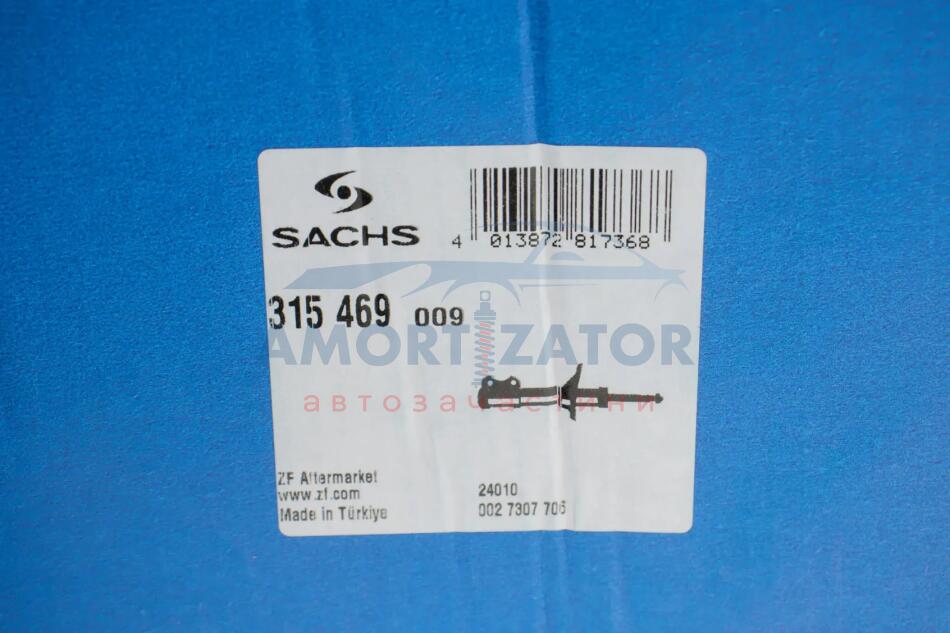 SACHS
4 013872 817368
315 469 009
AMORTIZATOR
автозачастини
ZF Aftermarket
www.zf.com
Made in Türkiye
24010
002 7307 706